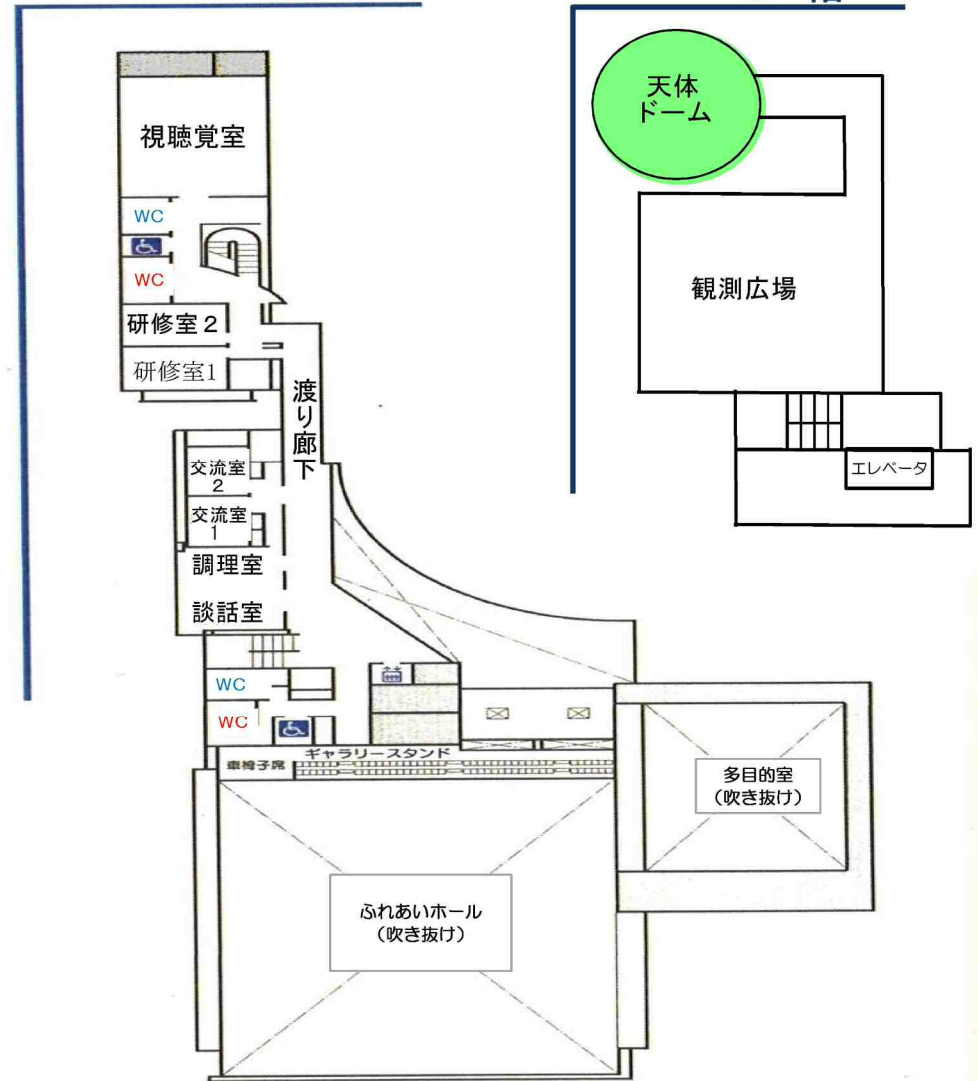 視聴覚室
WC
WC
研修室2
研修室1
渡り廊下
交流室
2
交流室
1
調理室
談話室
WC
WC
ギャラリースタンド
車椅子席
ふれあいホール
(吹き抜け)
多目的室
(吹き抜け)
天体
ドーム
観測広場
エレベータ